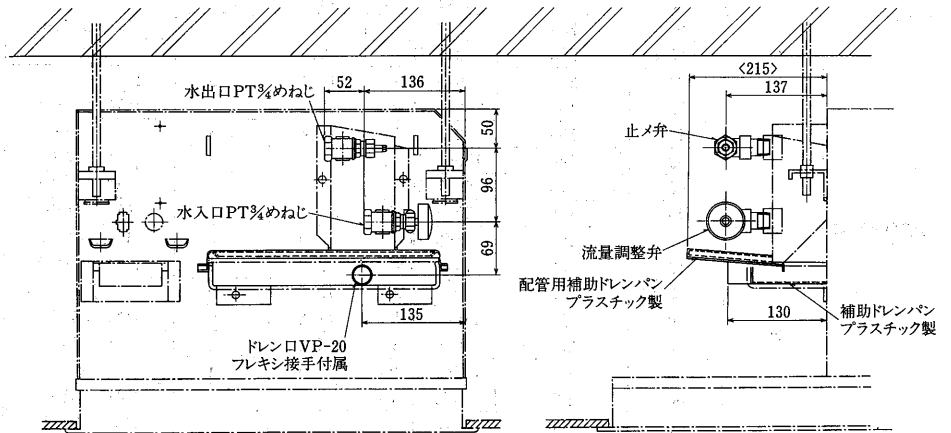 水出口PT¾めねじ
52
136
50
96
69
水入口PT¾めねじ
135
ドレン口VP-20
フレキシ接手付属
〈215〉
137
止メ弁
流量調整弁
配管用補助ドレンパン
プラスチック製
130
補助ドレンパン
プラスチック製